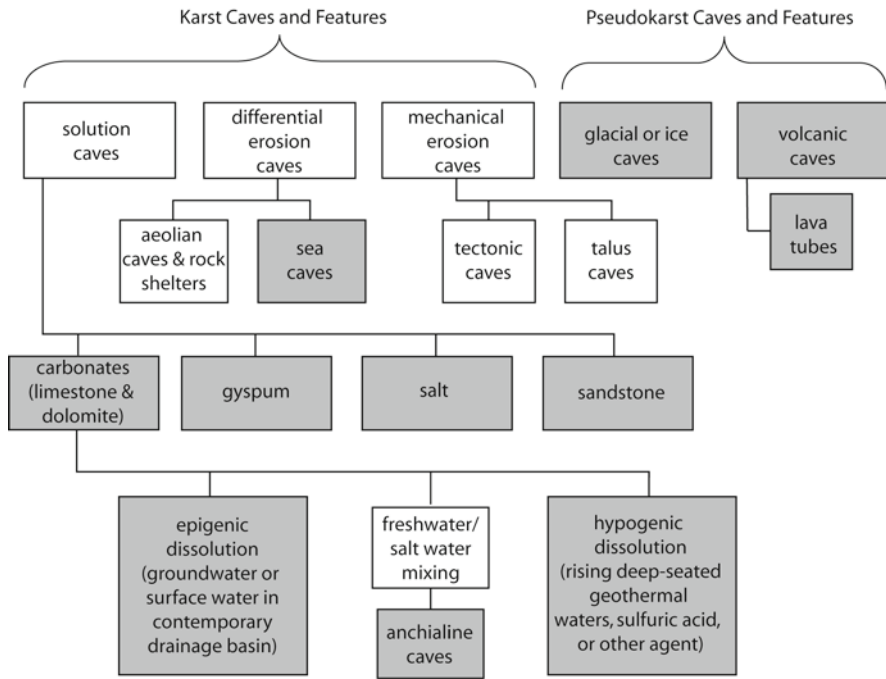 Karst Caves and Features
Pseudokarst Caves and Features
solution
caves
differential
erosion
caves
mechanical
erosion caves
glacial or ice
caves
volcanic
caves
aeolian
caves & rock
shelters
sea
caves
tectonic
caves
talus
caves
lava
tubes
carbonates
(limestone &
dolomite)
gyspum
salt
sandstone
epigenic
dissolution
(groundwater or
surface water in
contemporary
drainage basin)
freshwater/
salt water
mixing
anchialine
caves
hypogenic
dissolution
(rising deep-seated
geothermal
waters, sulfuric acid,
or other agent)